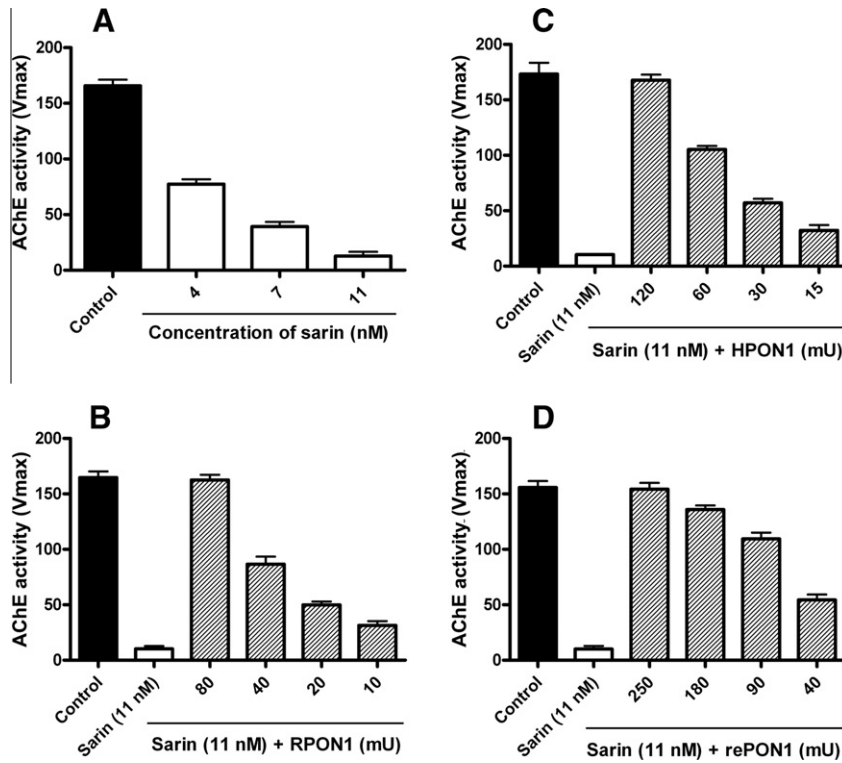 A
AChE activity (Vmax)
200
150
100
50
0
Control
4
7
11
Concentration of sarin (nM)
C
AChE activity (Vmax)
200
150
100
50
0
Control
Sarin (11 nM)
120
60
30
15
Sarin (11 nM) + HPON1 (mU)
B
AChE activity (Vmax)
200
150
100
50
0
Control
Sarin (11 nM)
80
40
20
10
Sarin (11 nM) + RPON1 (mU)
D
AChE activity (Vmax)
200
150
100
50
0
Control
Sarin (11 nM)
250
180
90
40
Sarin (11 nM) + rePON1 (mU)